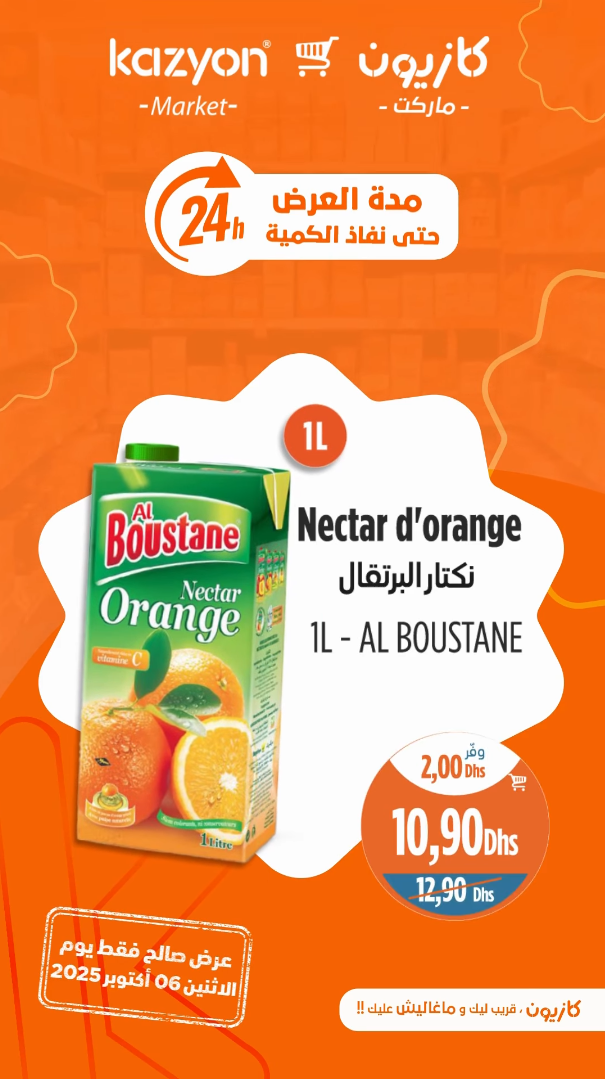 kazyon®
-Market-
كازيون
- ماركت -
24h
مدة العرض
حتى نفاذ الكمية
1L
Nectar d'orange
نكتار البرتقال
1L - AL BOUSTANE
Al
Boustane
Nectar
Orange
vitamine C
1 Litre
وفّر
2,00 Dhs
10,90 Dhs
12,90 Dhs
عرض صالح فقط يوم
الاثنين 06 أكتوبر 2025
كازيون ، قريب ليك و ماغاليش عليك !!